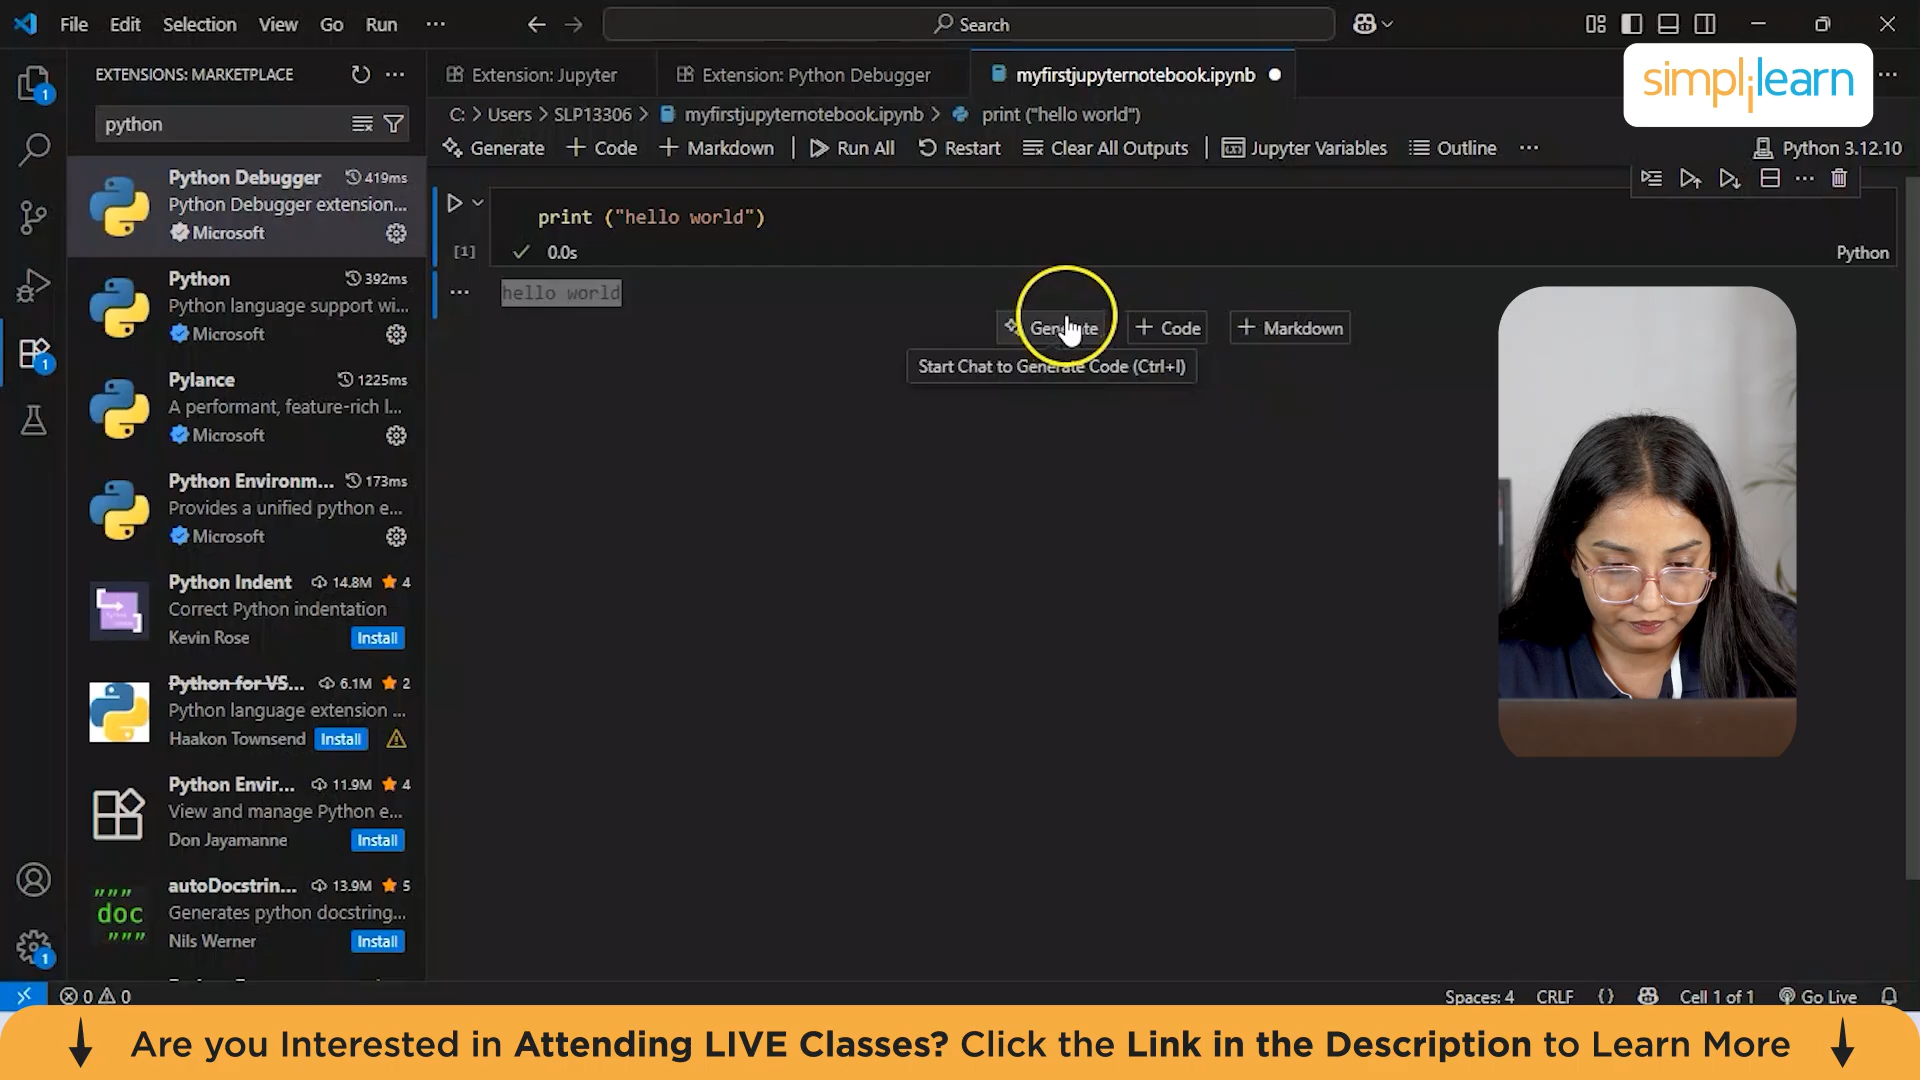 File Edit Selection View Go Run ··· Search
simplilearn
EXTENSIONS: MARKETPLACE
Extension: Jupyter Extension: Python Debugger myfirstjupyternotebook.ipynb
python
C: > Users > SLP13306 > myfirstjupyternotebook.ipynb > print ("hello world")
Generate + Code + Markdown Run All Restart Clear All Outputs Jupyter Variables Outline ··· Python 3.12.10
Python Debugger 419ms
Python Debugger extension...
Microsoft
Python 392ms
Python language support wi...
Microsoft
Pylance 1225ms
A performant, feature-rich l...
Microsoft
Python Environm... 173ms
Provides a unified python e...
Microsoft
Python Indent 14.8M 4
Correct Python indentation
Kevin Rose Install
Python for VS... 6.1M 2
Python language extension ...
Haakon Townsend Install
Python Envir... 11.9M 4
View and manage Python e...
Don Jayamanne Install
autoDocstrin... 13.9M 5
Generates python docstring...
Nils Werner Install
""" doc """
print ("hello world")
[1] 0.0s Python
hello world
Generate + Code + Markdown
Start Chat to Generate Code (Ctrl+I)
1
1
1
0 0 Spaces: 4 CRLF {} Cell 1 of 1 Go Live
Are you Interested in Attending LIVE Classes? Click the Link in the Description to Learn More